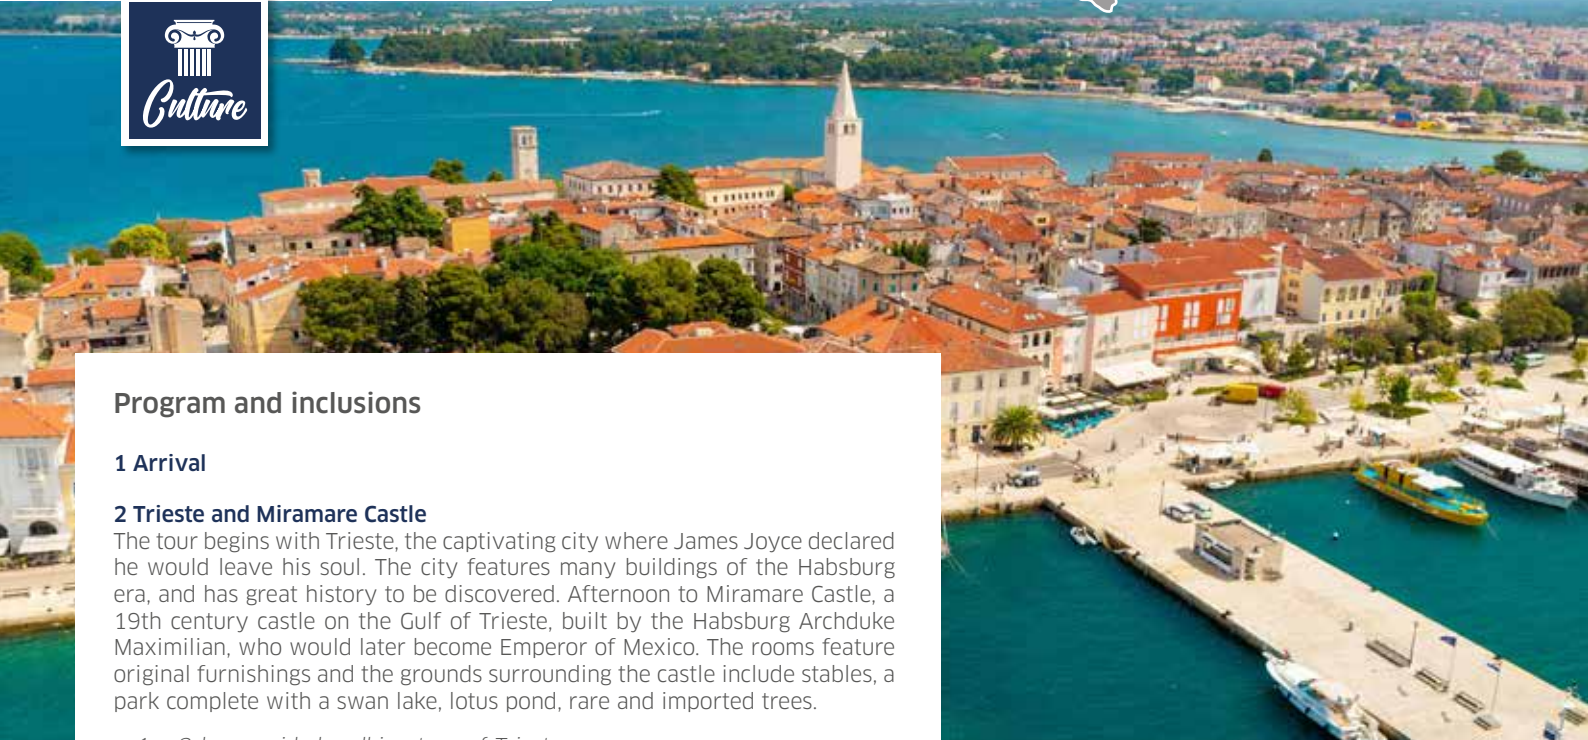 Culture
Program and inclusions
1 Arrival
2 Trieste and Miramare Castle
The tour begins with Trieste, the captivating city where James Joyce declared
he would leave his soul. The city features many buildings of the Habsburg
era, and has great history to be discovered. Afternoon to Miramare Castle, a
19th century castle on the Gulf of Trieste, built by the Habsburg Archduke
Maximilian, who would later become Emperor of Mexico. The rooms feature
original furnishings and the grounds surrounding the castle include stables, a
park complete with a swan lake, lotus pond, rare and imported trees.